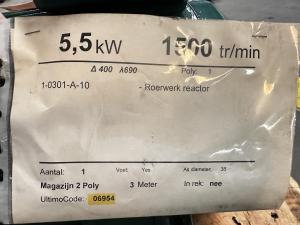 5,5 kW 1500 tr/min
Δ 400 λ690 Poly: 1
1-0301-A-10 - Roerwerk reactor
Aantal: 1 Voet: Yes As diameter: 38
Magazijn 2 Poly 3 Meter In rek: nee
UltimoCode: 06954